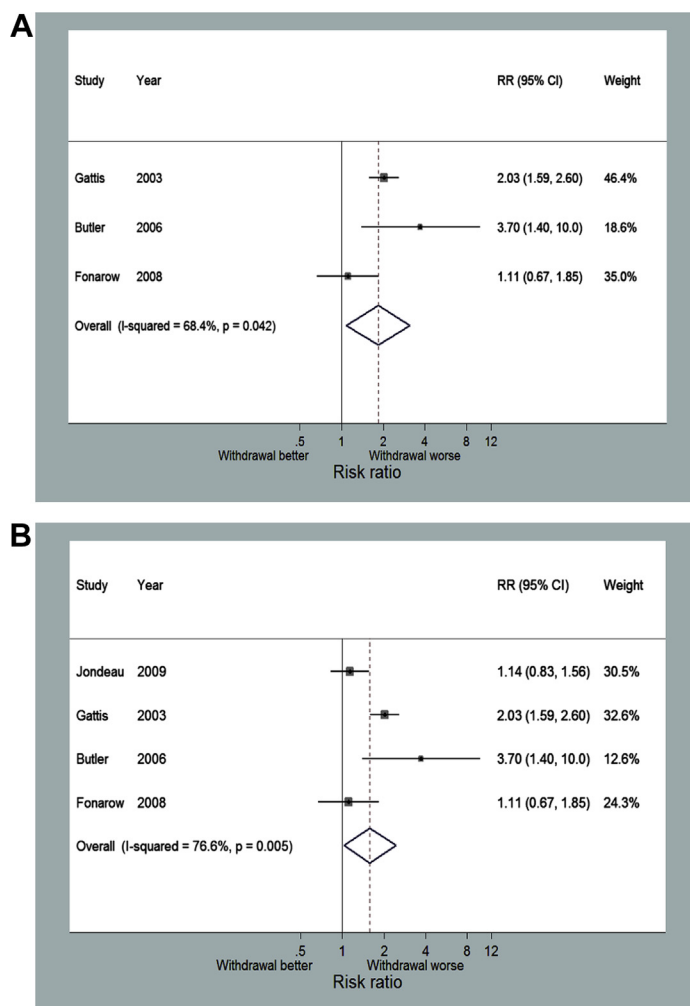 A
Study Year RR (95% CI) Weight
Gattis 2003 2.03 (1.59, 2.60) 46.4%
Butler 2006 3.70 (1.40, 10.0) 18.6%
Fonarow 2008 1.11 (0.67, 1.85) 35.0%
Overall (I-squared = 68.4%, p = 0.042)
.5 1 2 4 8 12
Withdrawal better Withdrawal worse
Risk ratio
B
Study Year RR (95% CI) Weight
Jondeau 2009 1.14 (0.83, 1.56) 30.5%
Gattis 2003 2.03 (1.59, 2.60) 32.6%
Butler 2006 3.70 (1.40, 10.0) 12.6%
Fonarow 2008 1.11 (0.67, 1.85) 24.3%
Overall (I-squared = 76.6%, p = 0.005)
.5 1 2 4 8 12
Withdrawal better Withdrawal worse
Risk ratio